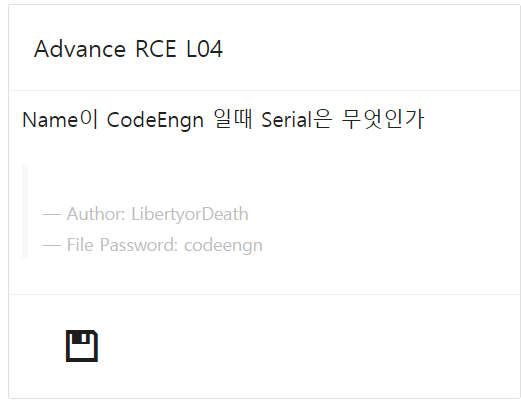 Advance RCE L04
Name이 CodeEngn 일때 Serial은 무엇인가
— Author: LibertyorDeath
— File Password: codeengn